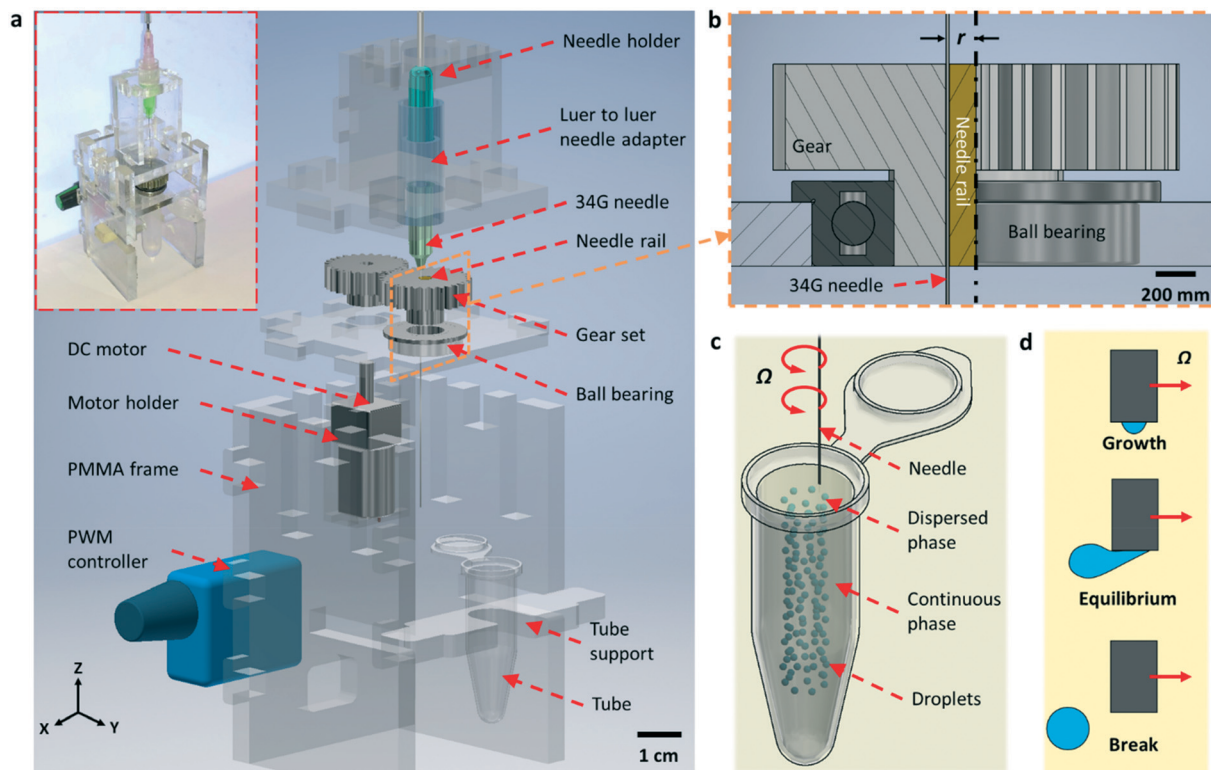 a
Needle holder
Luer to luer
needle adapter
34G needle
Needle rail
Gear set
Ball bearing
DC motor
Motor holder
PMMA frame
PWM
controller
Tube
support
Tube
Z
X
Y
1 cm
b
r
Gear
Needle rail
Ball bearing
34G needle
200 mm
c
Ω
Needle
Dispersed
phase
Continuous
phase
Droplets
d
Ω
Growth
Equilibrium
Break